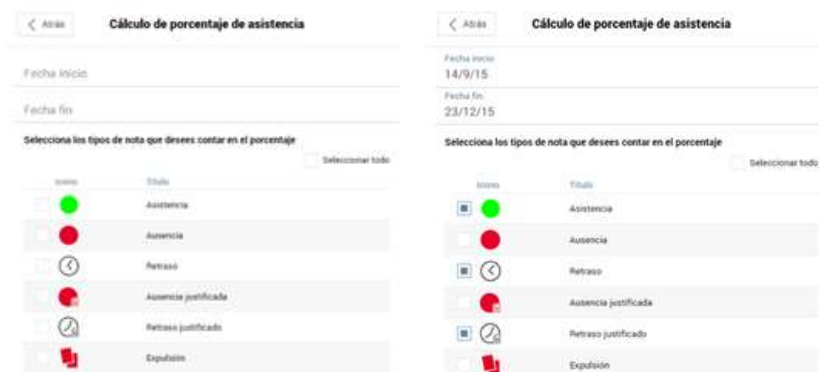 Atrás
Cálculo de porcentaje de asistencia
Fecha inicio
Fecha fin
Selecciona los tipos de nota que desees contar en el porcentaje
Seleccionar todo
Icono Título
Asistencia
Ausencia
Retraso
Ausencia justificada
Retraso justificado
Expulsión
Atrás
Cálculo de porcentaje de asistencia
Fecha inicio
14/9/15
Fecha fin
23/12/15
Selecciona los tipos de nota que desees contar en el porcentaje
Seleccionar todo
Icono Título
Asistencia
Ausencia
Retraso
Ausencia justificada
Retraso justificado
Expulsión